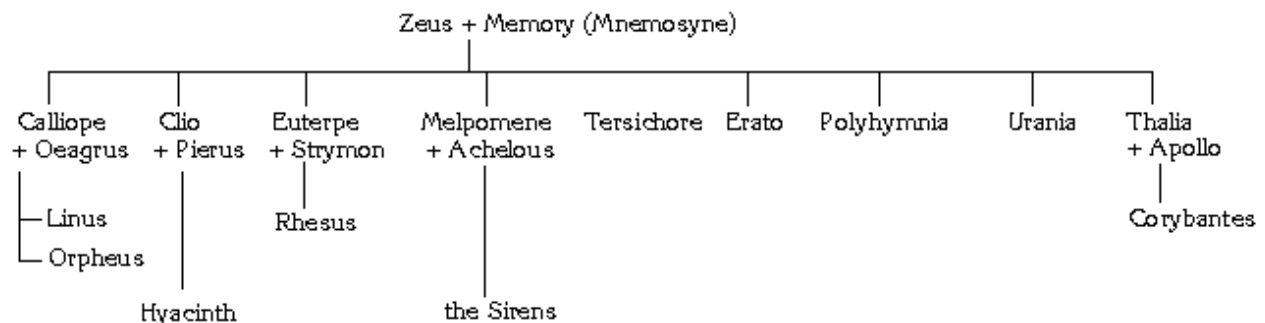 Zeus + Memory (Mnemosyne)
Calliope Clio Euterpe Melpomene Tersichore Erato Polyhymnia Urania Thalia
+ Oeagrus + Pierus + Strymon + Achelous + Apollo
Linus Rhesus Corybantes
Orpheus
Hyacinth the Sirens